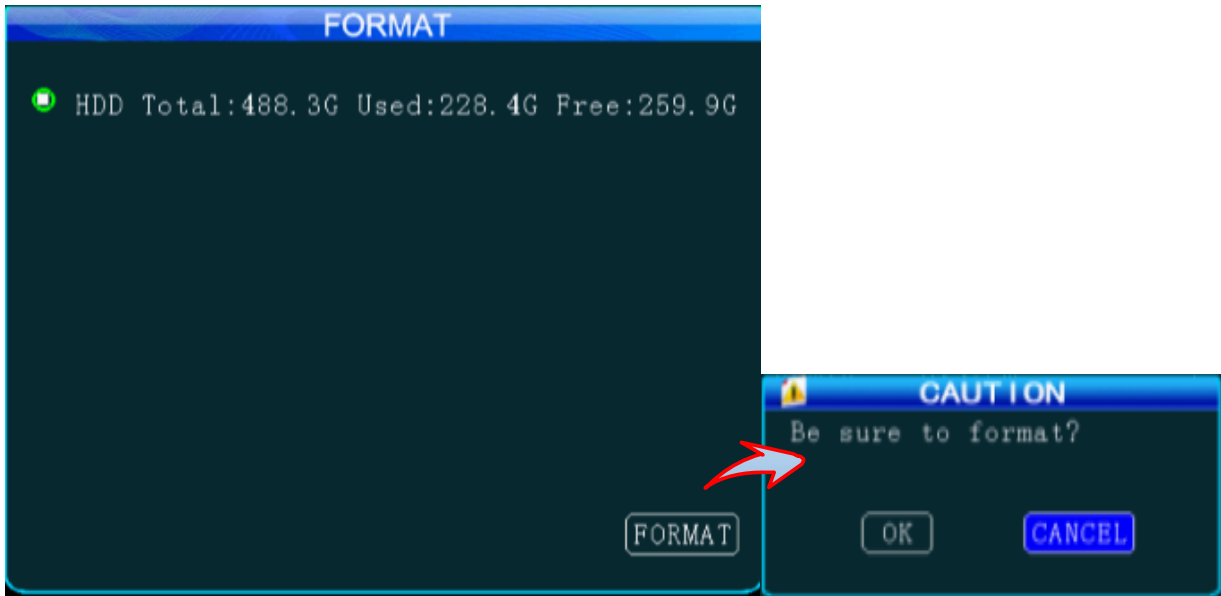 FORMAT
HDD Total:488.3G Used:228.4G Free:259.9G
FORMAT
CAUTION
Be sure to format?
OK CANCEL